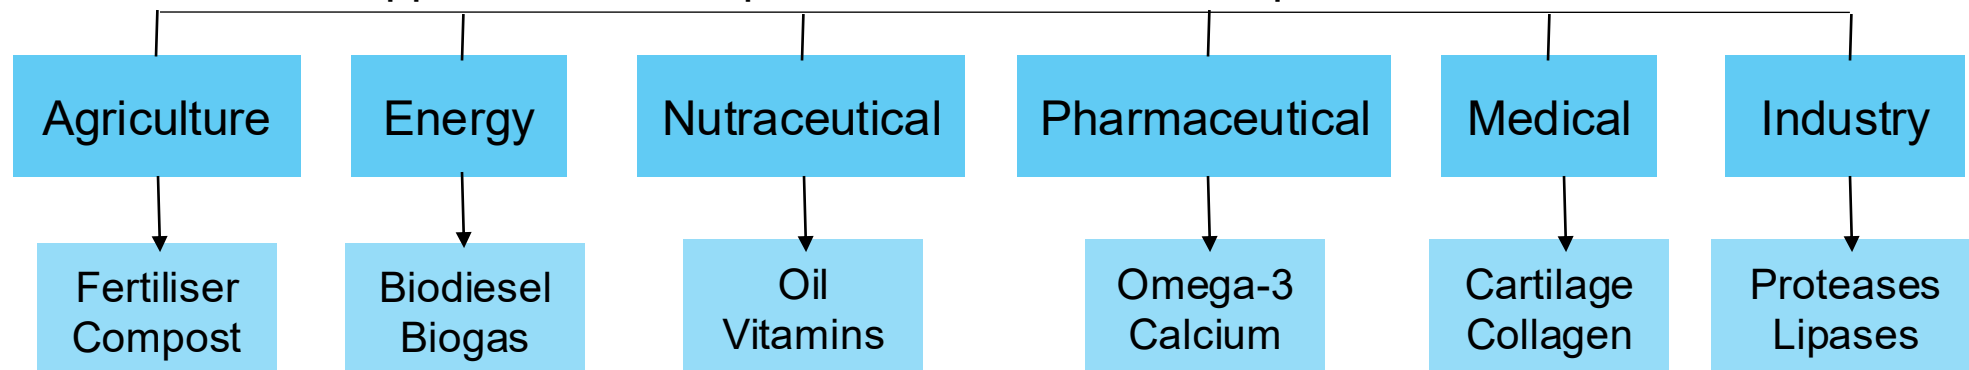 Agriculture
Energy
Nutraceutical
Pharmaceutical
Medical
Industry
Fertiliser
Compost
Biodiesel
Biogas
Oil
Vitamins
Omega-3
Calcium
Cartilage
Collagen
Proteases
Lipases